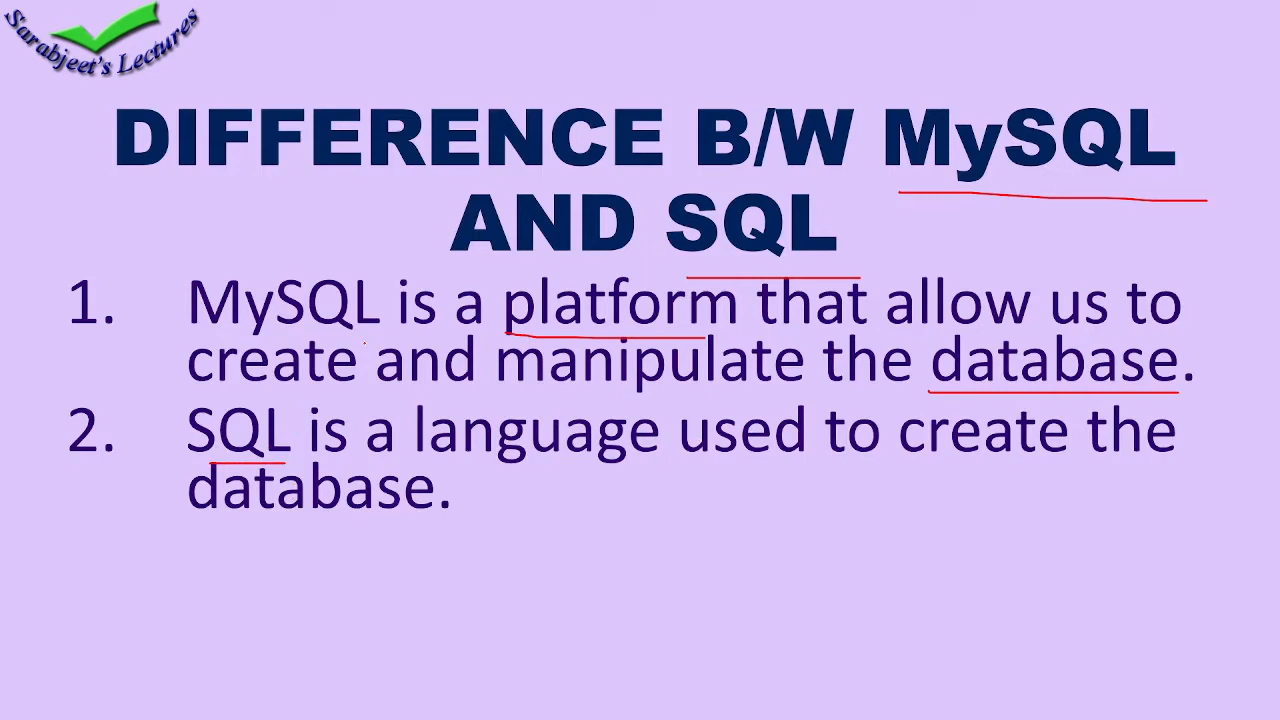 Sarabjeet's Lectures
DIFFERENCE B/W MySQL
AND SQL
1. MySQL is a platform that allow us to
create and manipulate the database.
2. SQL is a language used to create the
database.